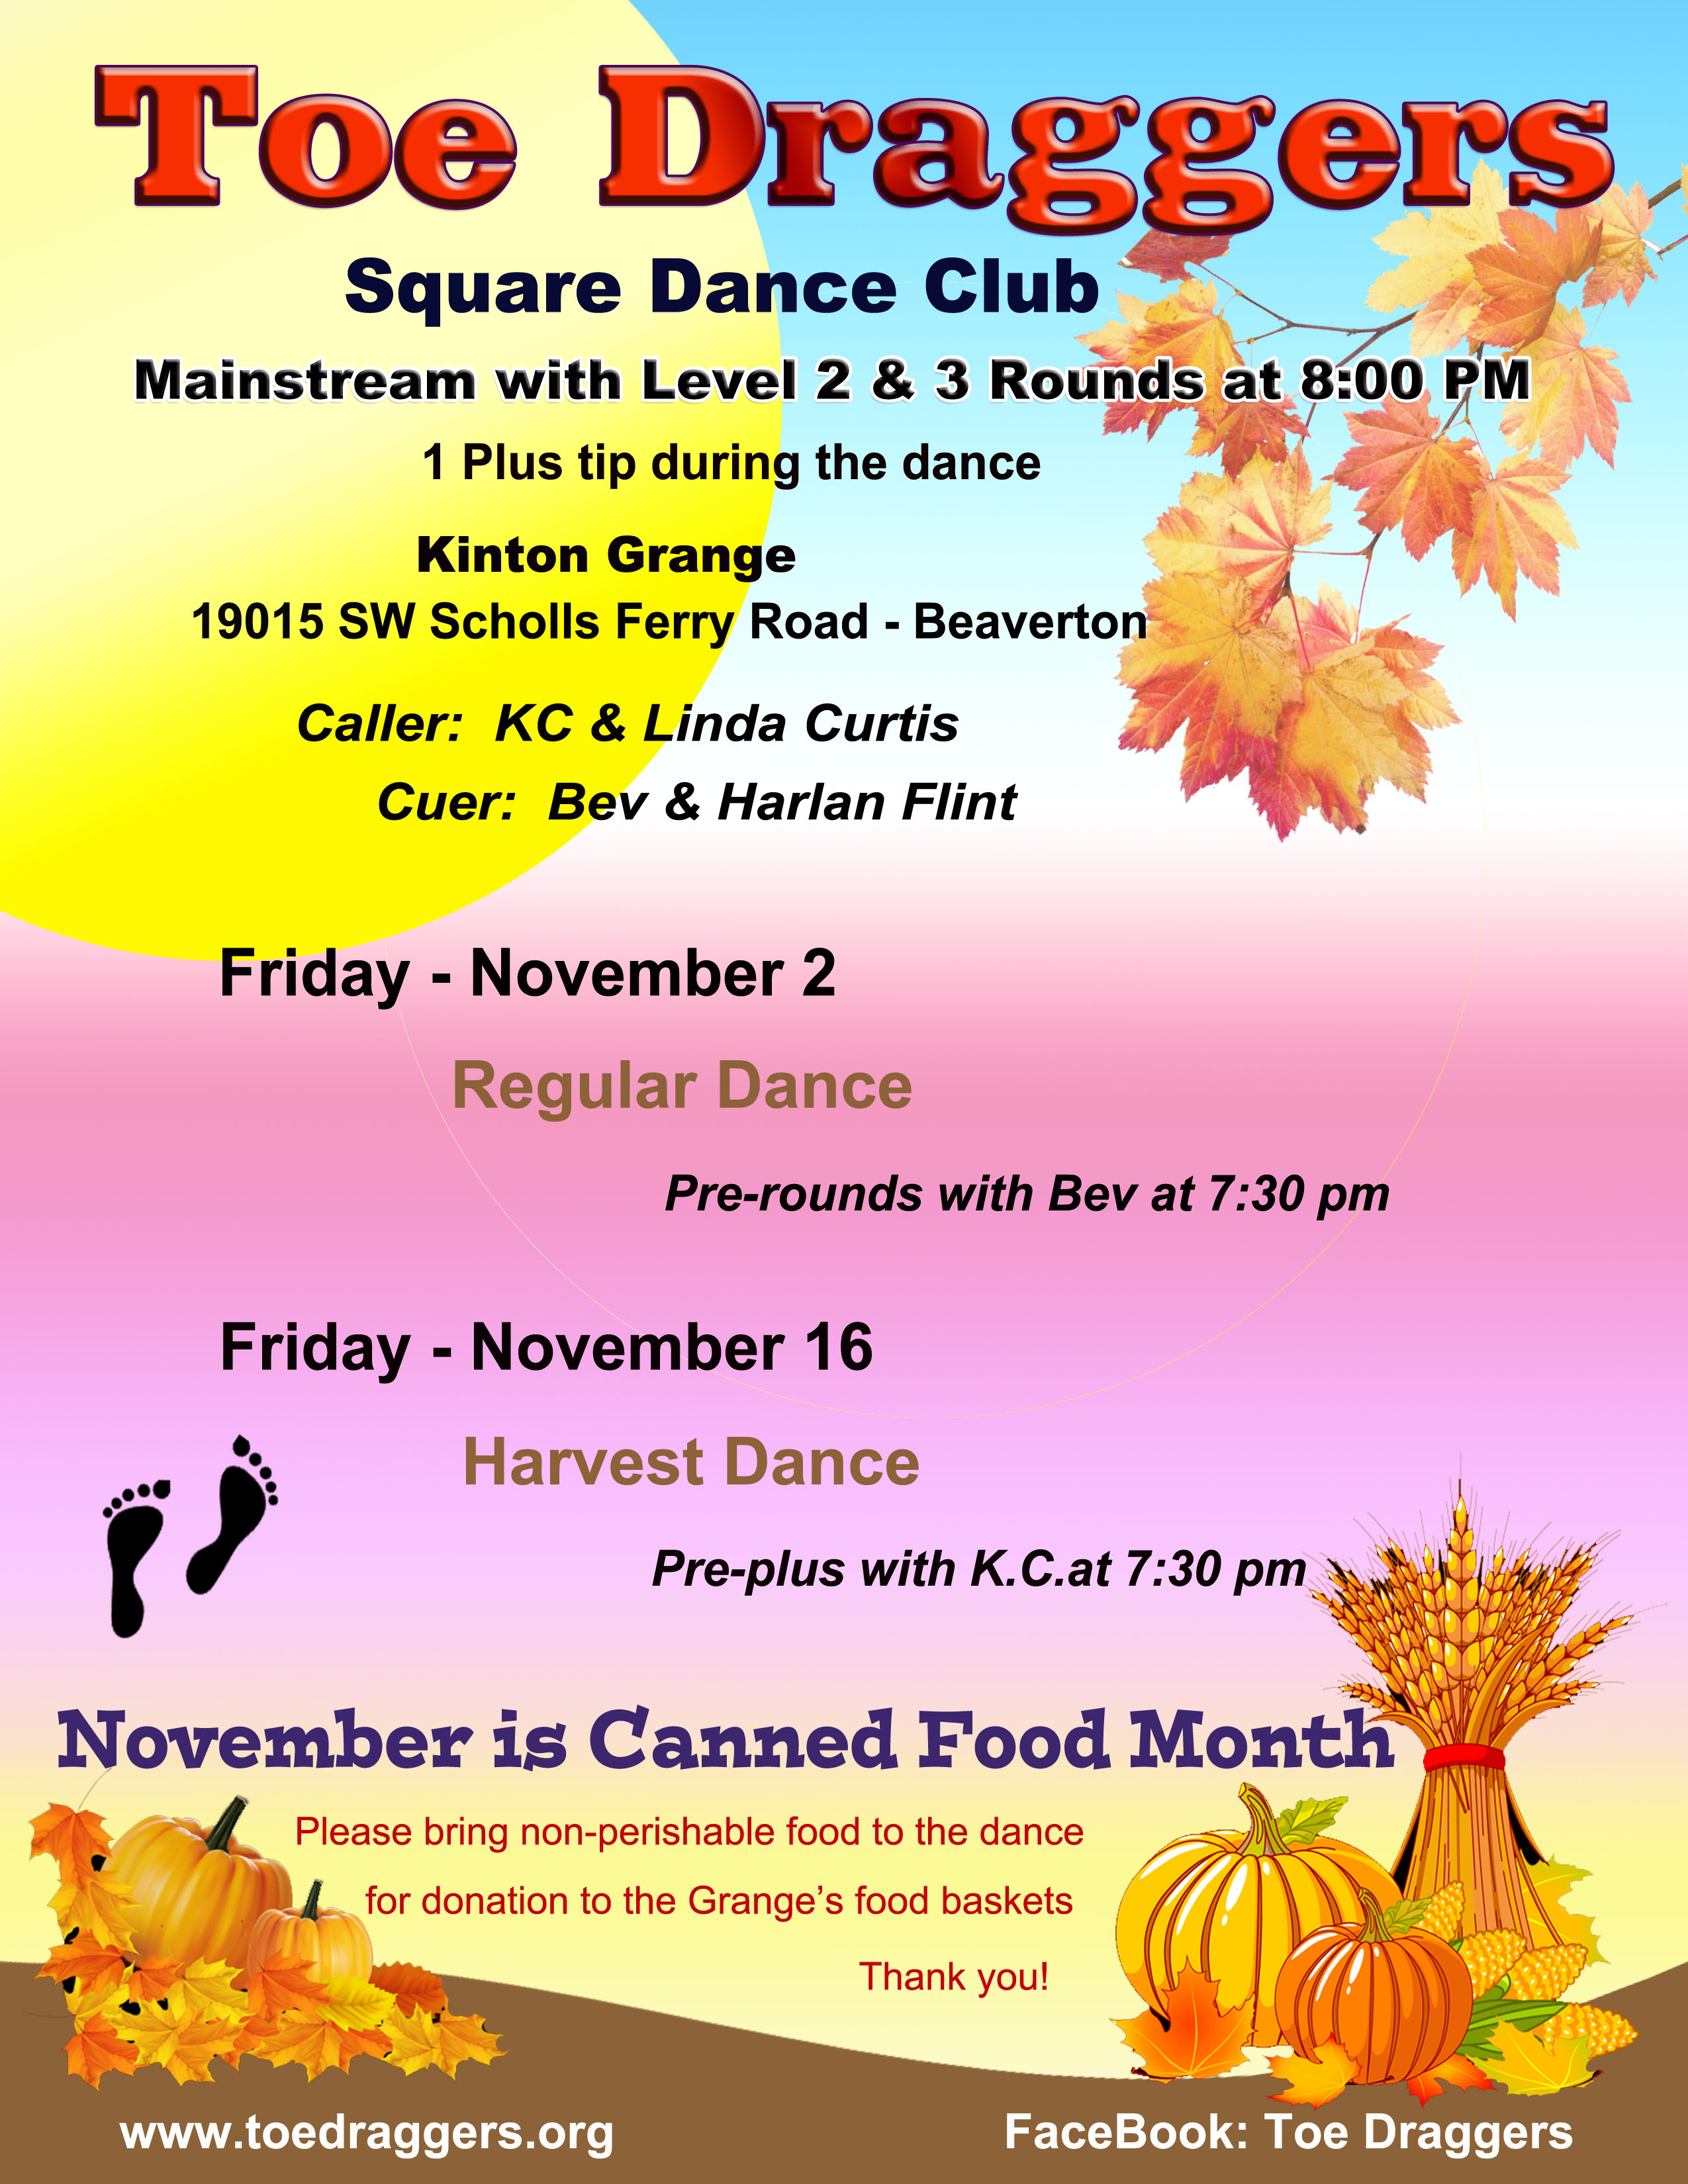 Toe Draggers
Square Dance Club
Mainstream with Level 2 & 3 Rounds at 8:00 PM
1 Plus tip during the dance
Kinton Grange
19015 SW Scholls Ferry Road - Beaverton
Caller: KC & Linda Curtis
Cuer: Bev & Harlan Flint
Friday - November 2
Regular Dance
Pre-rounds with Bev at 7:30 pm
Friday - November 16
Harvest Dance
Pre-plus with K.C.at 7:30 pm
November is Canned Food Month
Please bring non-perishable food to the dance
for donation to the Grange’s food baskets
Thank you!
www.toedraggers.org
FaceBook: Toe Draggers